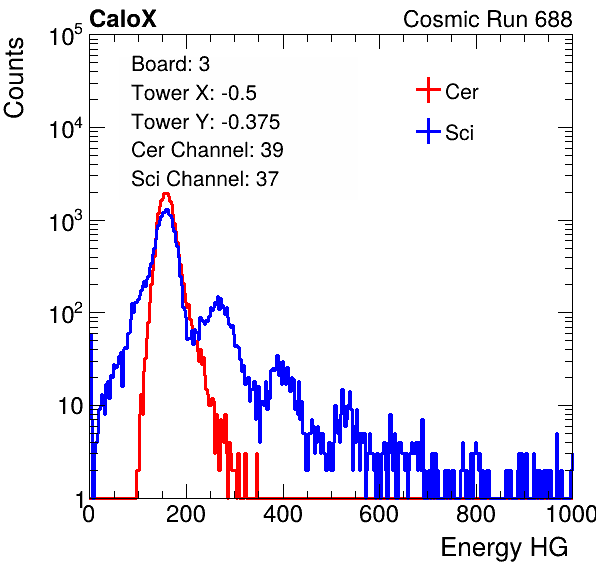 CaloX Cosmic Run 688
10^5
Counts
Board: 3
Tower X: -0.5
Tower Y: -0.375
Cer Channel: 39
Sci Channel: 37
Cer
Sci
10^4
10^3
10^2
10
1
0 200 400 600 800 1000
Energy HG